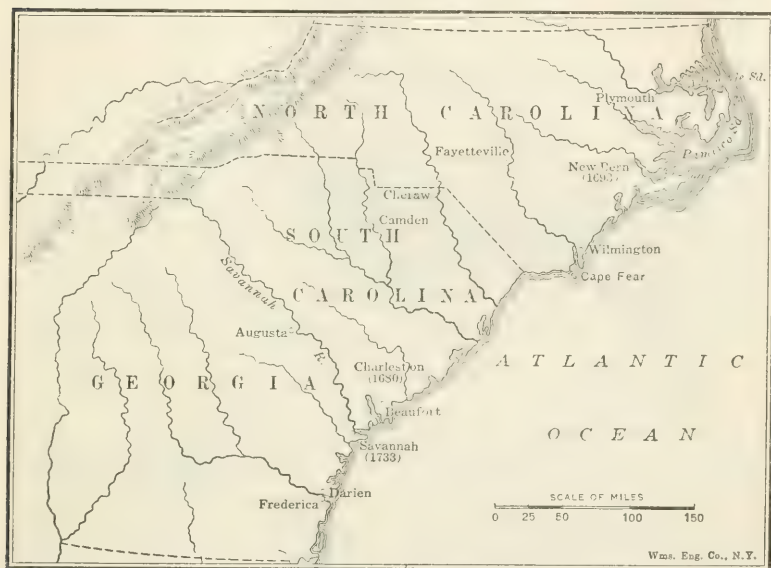 NORTH CAROLINA
Plymouth
Sd.
Pamlico Sd.
Fayetteville
New Bern
(1693)
Cheraw
Camden
SOUTH
CAROLINA
Wilmington
Cape Fear
Savannah R.
Augusta
Charleston
(1680)
GEORGIA
Beaufort
Savannah
(1733)
Darien
Frederica
ATLANTIC
OCEAN
SCALE OF MILES
0 25 50 100 150
Wms. Eng. Co., N.Y.